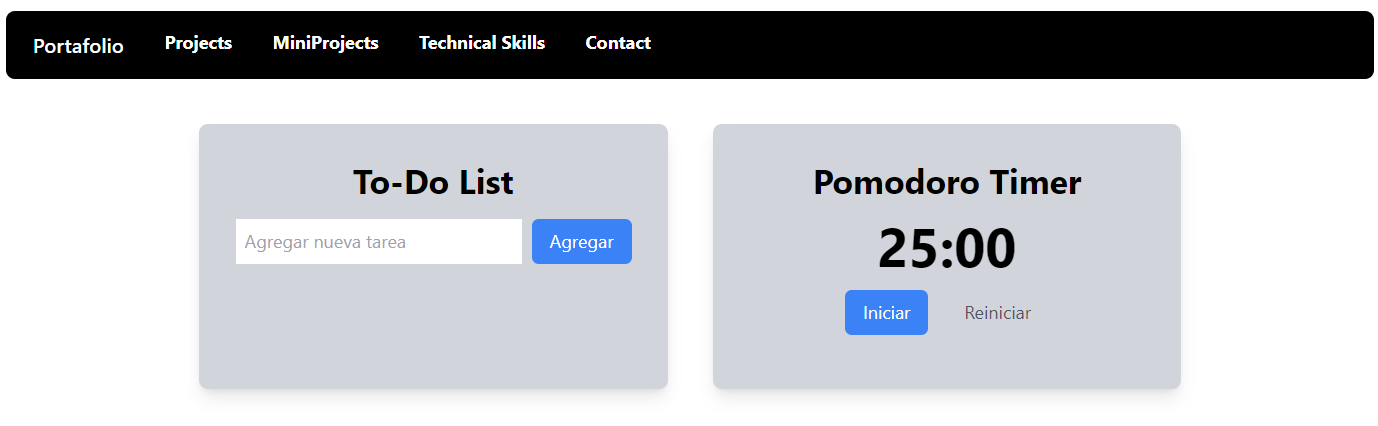 Portafolio Projects MiniProjects Technical Skills Contact
To-Do List
Agregar nueva tarea Agregar
Pomodoro Timer
25:00
Iniciar Reiniciar